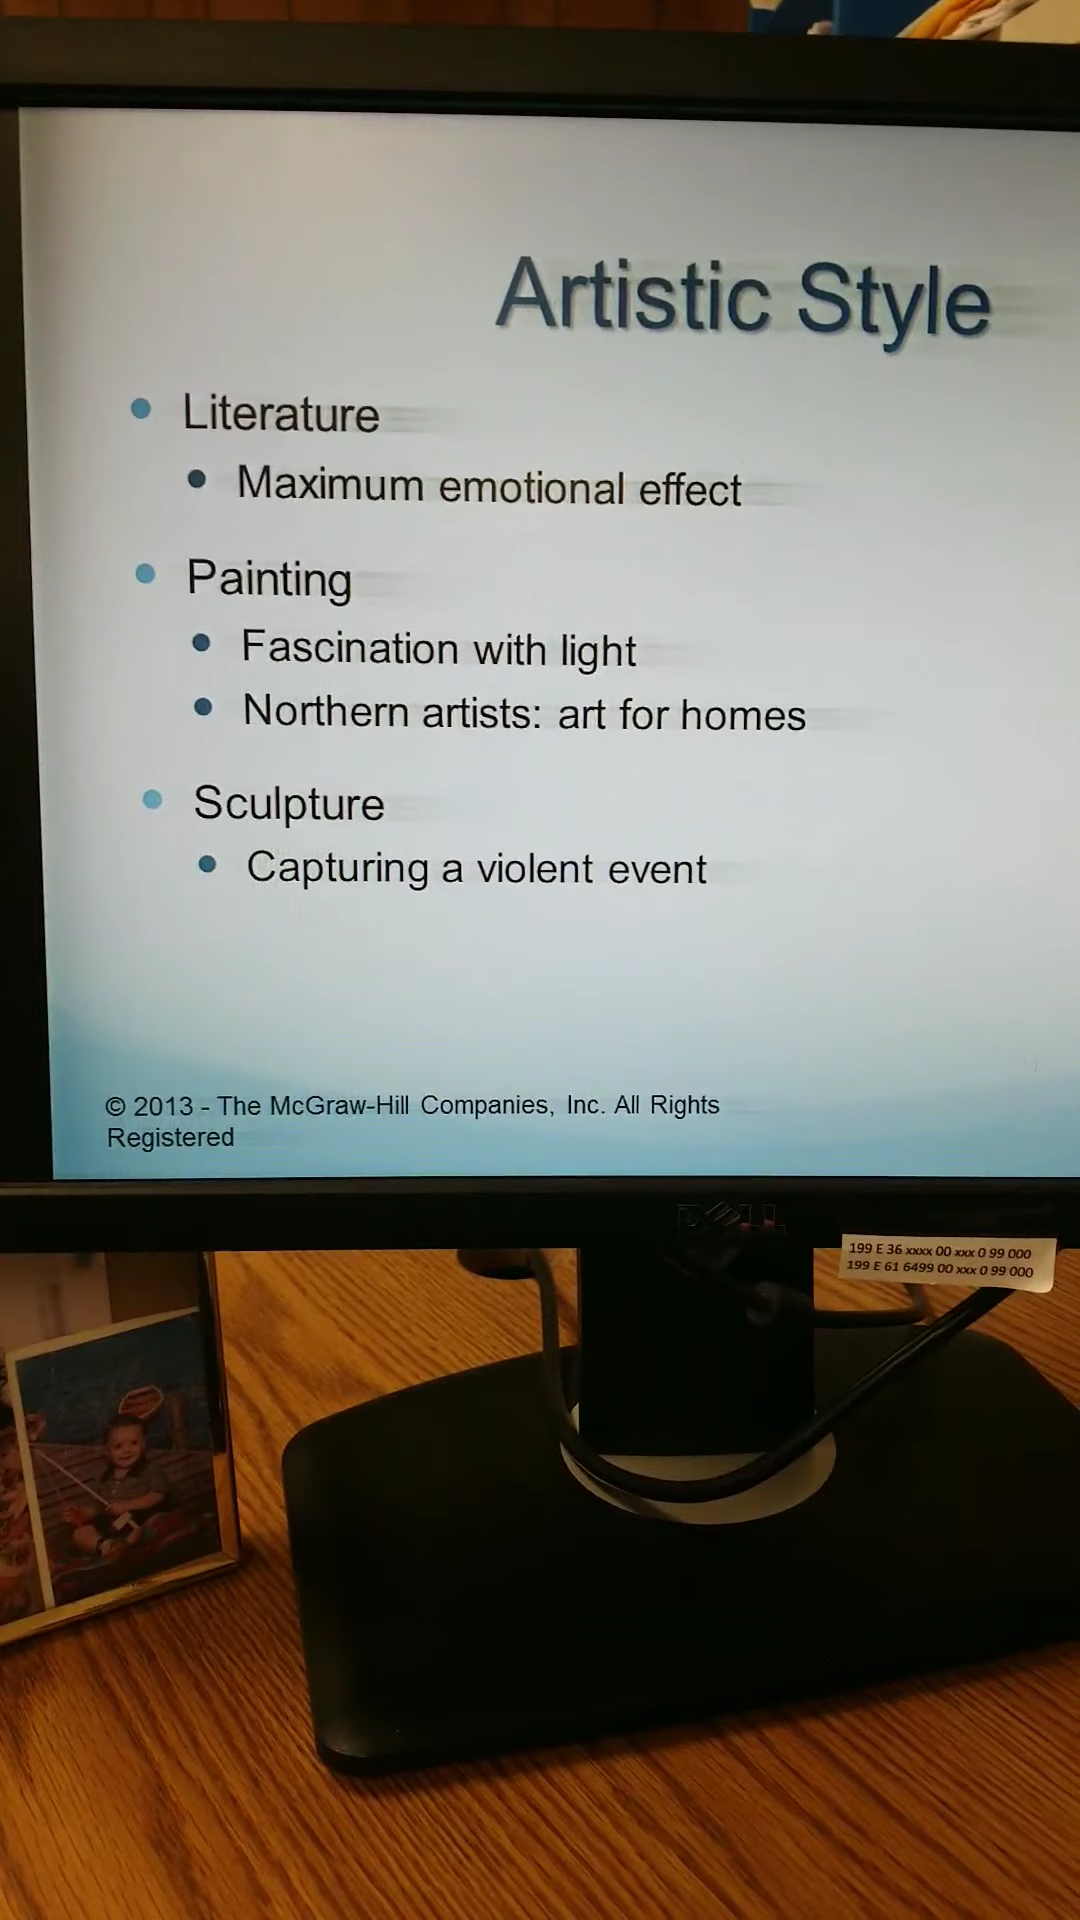 Artistic Style
Literature
Maximum emotional effect
Painting
Fascination with light
Northern artists: art for homes
Sculpture
Capturing a violent event
© 2013 - The McGraw-Hill Companies, Inc. All Rights
Registered
DELL
199 E 36 xxxx 00 xxx 0 99 000
199 E 61 6499 00 xxx 0 99 000